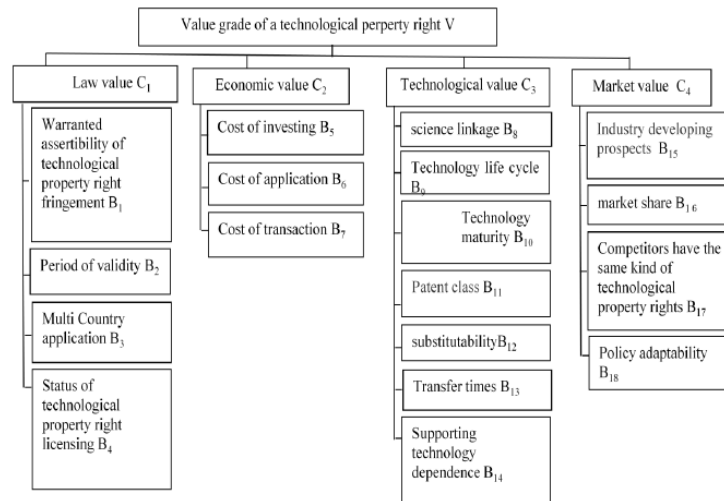 Value grade of a technological perperty right V
Law value C₁
Economic value C₂
Technological value C₃
Market value C₄
Warranted
assertibility of
technological
property right
fringement B₁
Period of validity B₂
Multi Country
application B₃
Status of
technological
property right
licensing B₄
Cost of investing B₅
Cost of application B₆
Cost of transaction B₇
science linkage B₈
Technology life cycle
B₉
Technology
maturity B₁₀
Patent class B₁₁
substitutabilityB₁₂
Transfer times B₁₃
Supporting
technology
dependence B₁₄
Industry developing
prospects B₁₅
market share B₁₆
Competitors have the
same kind of
technological
property rights B₁₇
Policy adaptability
B₁₈